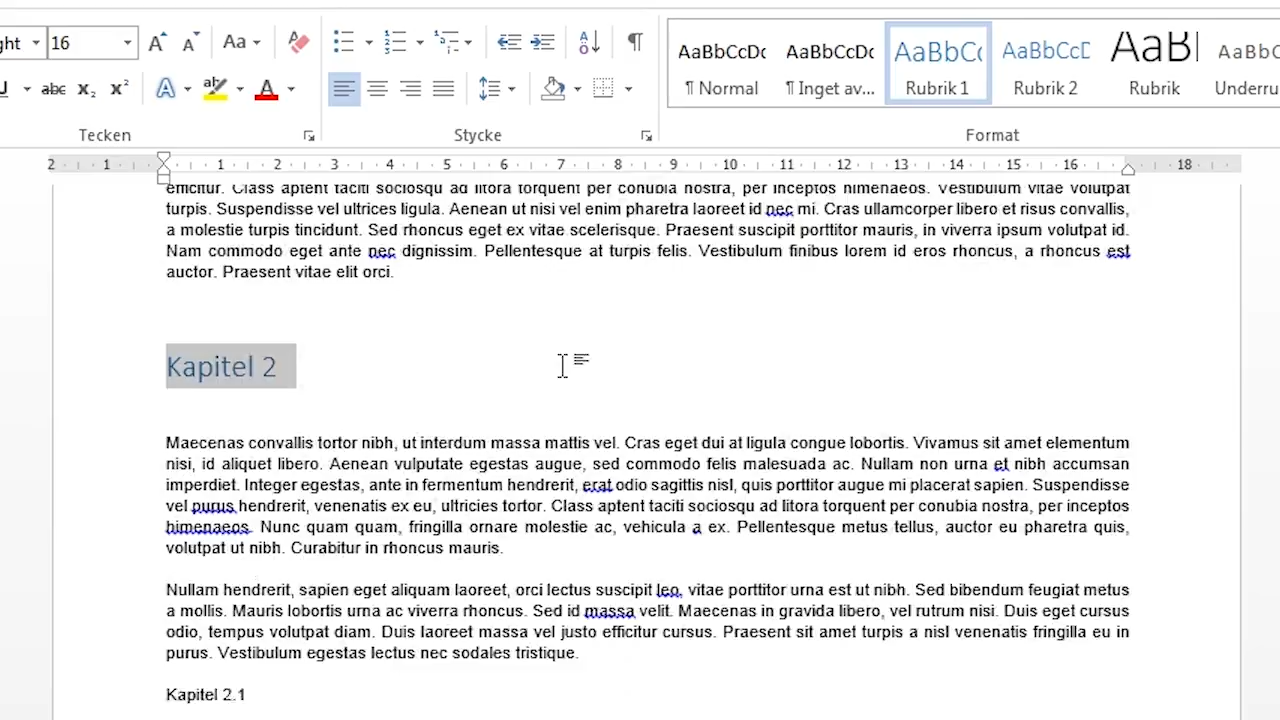 ght 16 Aa
U abc X₂ X² A aby A
AaBbCcDc AaBbCcDc AaBbCc AaBbCcD AaBl AaBbC
¶ Normal ¶ Inget av... Rubrik 1 Rubrik 2 Rubrik Underru
Tecken Stycke Format
2 1 1 2 3 4 5 6 7 8 9 10 11 12 13 14 15 16 18
efficitur. Class aptent taciti sociosqu ad litora torquent per conubia nostra, per inceptos himenaeos. Vestibulum vitae volutpat
turpis. Suspendisse vel ultrices ligula. Aenean ut nisi vel enim pharetra laoreet id nec mi. Cras ullamcorper libero et risus convallis,
a molestie turpis tincidunt. Sed rhoncus eget ex vitae scelerisque. Praesent suscipit porttitor mauris, in viverra ipsum volutpat id.
Nam commodo eget ante nec dignissim. Pellentesque at turpis felis. Vestibulum finibus lorem id eros rhoncus, a rhoncus est
auctor. Praesent vitae elit orci.
Kapitel 2
Maecenas convallis tortor nibh, ut interdum massa mattis vel. Cras eget dui at ligula congue lobortis. Vivamus sit amet elementum
nisi, id aliquet libero. Aenean vulputate egestas augue, sed commodo felis malesuada ac. Nullam non urna et nibh accumsan
imperdiet. Integer egestas, ante in fermentum hendrerit, erat odio sagittis nisl, quis porttitor augue mi placerat sapien. Suspendisse
vel purus hendrerit, venenatis ex eu, ultricies tortor. Class aptent taciti sociosqu ad litora torquent per conubia nostra, per inceptos
himenaeos. Nunc quam quam, fringilla ornare molestie ac, vehicula a ex. Pellentesque metus tellus, auctor eu pharetra quis,
volutpat ut nibh. Curabitur in rhoncus mauris.
Nullam hendrerit, sapien eget aliquam laoreet, orci lectus suscipit leo, vitae porttitor urna est ut nibh. Sed bibendum feugiat metus
a mollis. Mauris lobortis urna ac viverra rhoncus. Sed id massa velit. Maecenas in gravida libero, vel rutrum nisi. Duis eget cursus
odio, tempus volutpat diam. Duis laoreet massa vel justo efficitur cursus. Praesent sit amet turpis a nisl venenatis fringilla eu in
purus. Vestibulum egestas lectus nec sodales tristique.
Kapitel 2.1